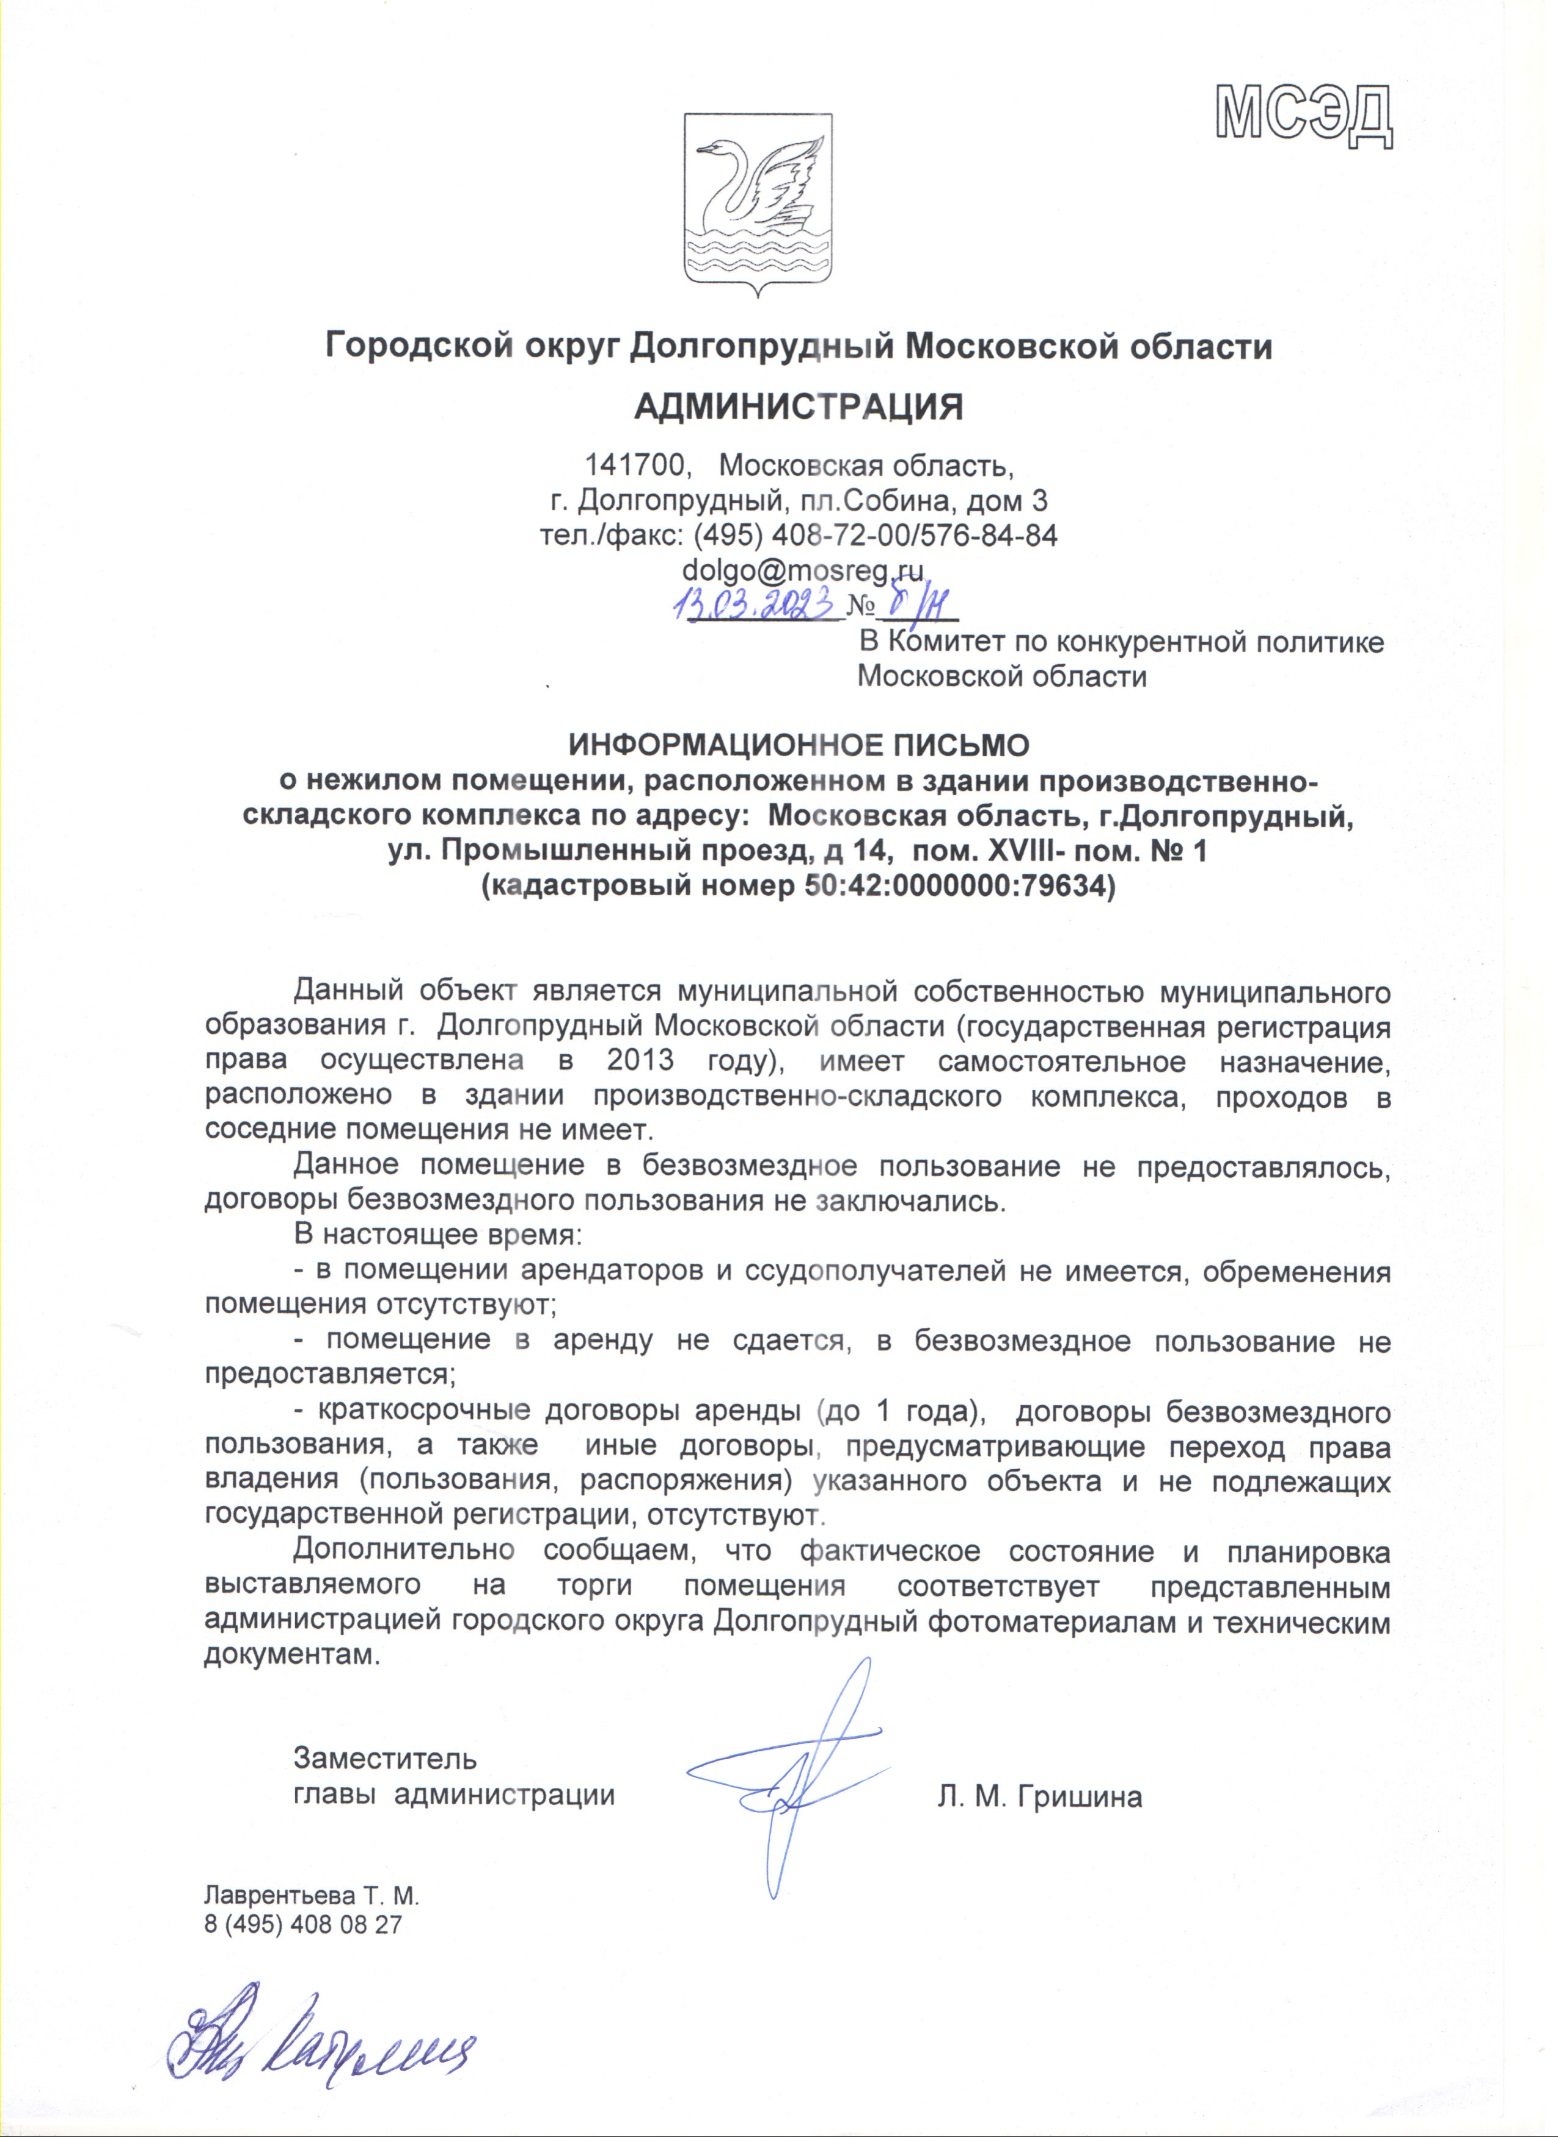 МСЭД
Городской округ Долгопрудный Московской области
АДМИНИСТРАЦИЯ
141700, Московская область,
г. Долгопрудный, пл.Собина, дом 3
тел./факс: (495) 408-72-00/576-84-84
dolgo@mosreg.ru
13.03.2023 № б/н
В Комитет по конкурентной политике
Московской области
ИНФОРМАЦИОННОЕ ПИСЬМО
о нежилом помещении, расположенном в здании производственно-
складского комплекса по адресу: Московская область, г.Долгопрудный,
ул. Промышленный проезд, д 14, пом. XVIII- пом. № 1
(кадастровый номер 50:42:0000000:79634)
Данный объект является муниципальной собственностью муниципального
образования г. Долгопрудный Московской области (государственная регистрация
права осуществлена в 2013 году), имеет самостоятельное назначение,
расположено в здании производственно-складского комплекса, проходов в
соседние помещения не имеет.
Данное помещение в безвозмездное пользование не предоставлялось,
договоры безвозмездного пользования не заключались.
В настоящее время:
- в помещении арендаторов и ссудополучателей не имеется, обременения
помещения отсутствуют;
- помещение в аренду не сдается, в безвозмездное пользование не
предоставляется;
- краткосрочные договоры аренды (до 1 года), договоры безвозмездного
пользования, а также иные договоры, предусматривающие переход права
владения (пользования, распоряжения) указанного объекта и не подлежащих
государственной регистрации, отсутствуют.
Дополнительно сообщаем, что фактическое состояние и планировка
выставляемого на торги помещения соответствует представленным
администрацией городского округа Долгопрудный фотоматериалам и техническим
документам.
Заместитель
главы администрации Л. М. Гришина
Лаврентьева Т. М.
8 (495) 408 08 27